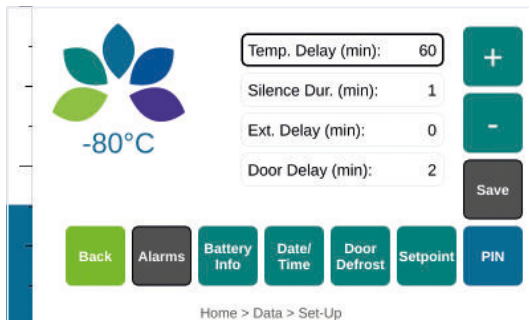 Temp. Delay (min): 60
Silence Dur. (min): 1
Ext. Delay (min): 0
Door Delay (min): 2
+
-
Save
-80°C
Back
Alarms
Battery
Info
Date/
Time
Door
Defrost
Setpoint
PIN
Home > Data > Set-Up